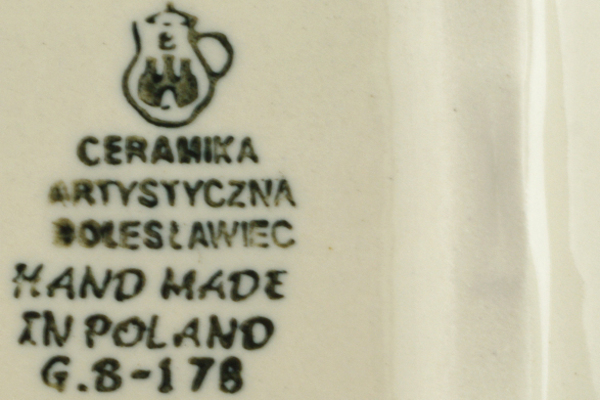 CERAMIKA
ARTYSTYCZNA
BOLESŁAWIEC
HAND MADE
IN POLAND
G.8-178